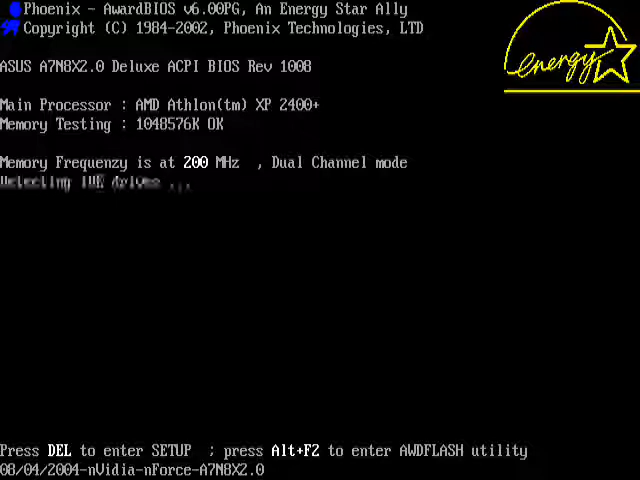 Phoenix - AwardBIOS v6.00PG, An Energy Star Ally
Copyright (C) 1984-2002, Phoenix Technologies, LTD
energy
ASUS A7N8X2.0 Deluxe ACPI BIOS Rev 1008
Main Processor : AMD Athlon(tm) XP 2400+
Memory Testing : 1048576K OK
Memory Frequenzy is at 200 MHz , Dual Channel mode
Detecting IDE drives ...
Press DEL to enter SETUP ; press Alt+F2 to enter AWDFLASH utility
08/04/2004-nVidia-nForce-A7N8X2.0